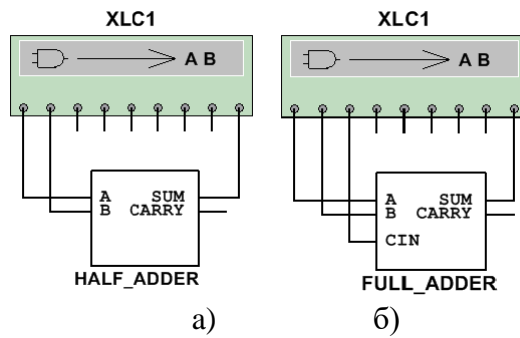 XLC1
A B
A
SUM
B
CARRY
HALF_ADDER
а)
XLC1
A B
A
SUM
B
CARRY
CIN
FULL_ADDER
б)